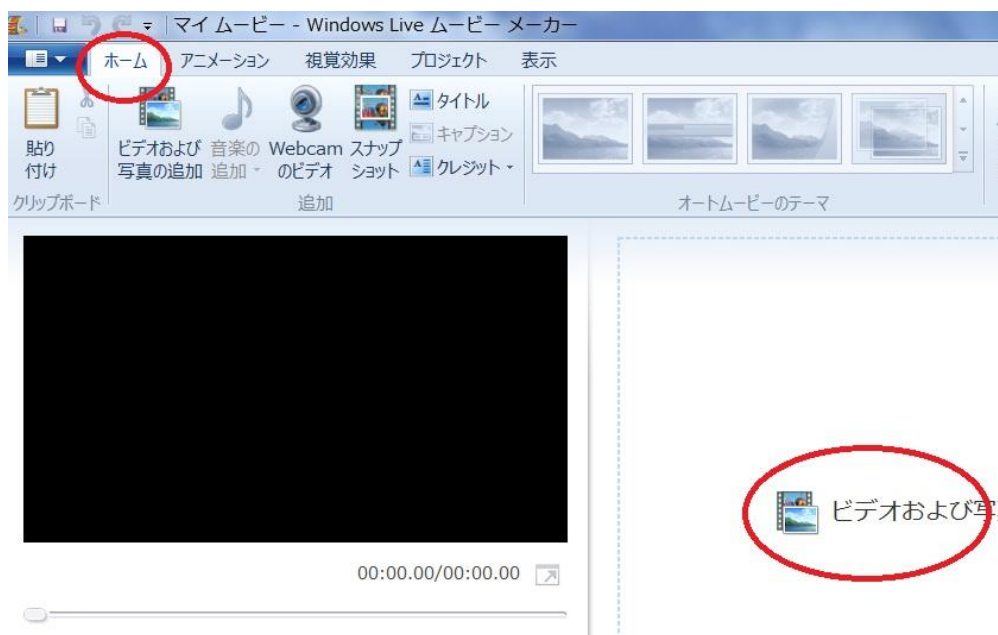 マイ ムービー - Windows Live ムービー メーカー
ホーム アニメーション 視覚効果 プロジェクト 表示
貼り
付け
ビデオおよび
写真の追加
音楽の
追加
Webcam
のビデオ
スナップ
ショット
タイトル
キャプション
クレジット
クリップボード
追加
オートムービーのテーマ
ビデオおよび写
00:00.00/00:00.00